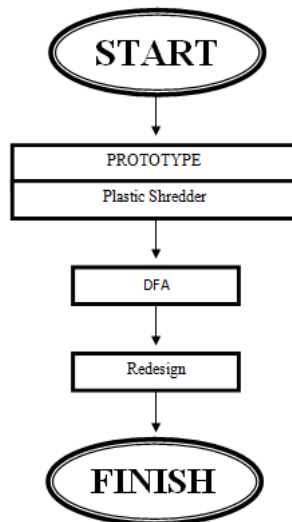 START
PROTOTYPE
Plastic Shredder
DFA
Redesign
FINISH